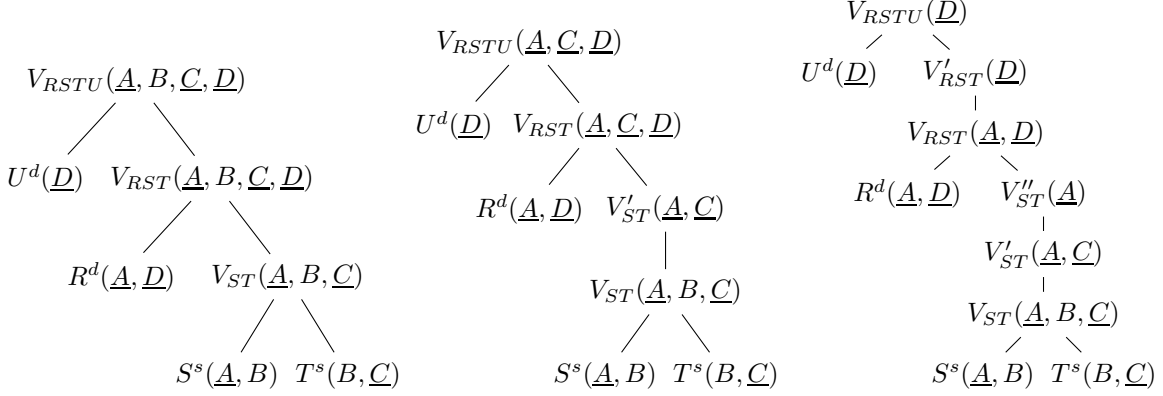 V_{RSTU}(A, B, C, D)
U^d(D) V_{RST}(A, B, C, D)
R^d(A, D) V_{ST}(A, B, C)
S^s(A, B) T^s(B, C)
V_{RSTU}(A, C, D)
U^d(D) V_{RST}(A, C, D)
R^d(A, D) V'_{ST}(A, C)
V_{ST}(A, B, C)
S^s(A, B) T^s(B, C)
V_{RSTU}(D)
U^d(D) V'_{RST}(D)
V_{RST}(A, D)
R^d(A, D) V''_{ST}(A)
V'_{ST}(A, C)
V_{ST}(A, B, C)
S^s(A, B) T^s(B, C)